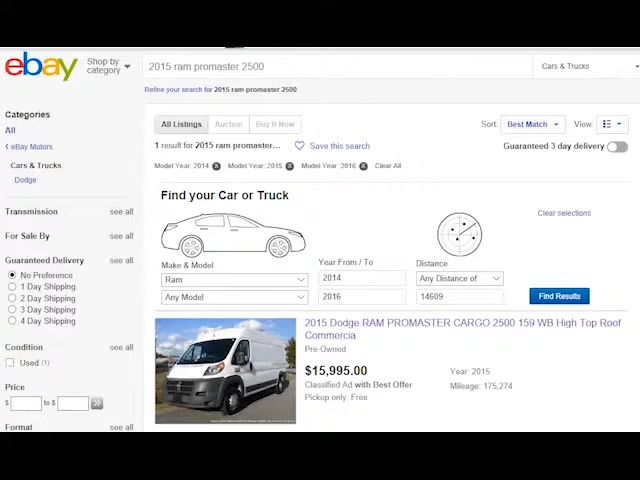 ebay
Shop by
category
2015 ram promaster 2500
Cars & Trucks
Refine your search for 2015 ram promaster 2500
Categories
All
eBay Motors
Cars & Trucks
Dodge
Transmission
see all
For Sale By
see all
Guaranteed Delivery
see all
No Preference
1 Day Shipping
2 Day Shipping
3 Day Shipping
4 Day Shipping
Condition
see all
Used (1)
Price
$ to $
Format
see all
All Listings
Auction
Buy It Now
Sort:
Best Match
View:
1 result for 2015 ram promaster...
Save this search
Guaranteed 3 day delivery
Model Year: 2014
Model Year: 2015
Model Year: 2016
Clear All
Find your Car or Truck
Clear selections
Make & Model
Ram
Any Model
Year From / To
2014
2016
Distance
Any Distance of
14609
Find Results
2015 Dodge RAM PROMASTER CARGO 2500 159 WB High Top Roof
Commercia
Pre-Owned
$15,995.00
Classified Ad with Best Offer
Pickup only: Free
Year: 2015
Mileage: 175,274